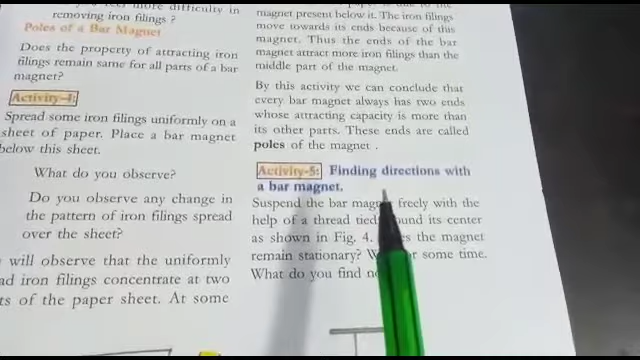 more difficulty in
removing iron filings ?
Poles of a Bar Magnet
Does the property of attracting iron
filings remain same for all parts of a bar
magnet?
Activity-4:
Spread some iron filings uniformly on a
sheet of paper. Place a bar magnet
below this sheet.
What do you observe?
Do you observe any change in
the pattern of iron filings spread
over the sheet?
will observe that the uniformly
iron filings concentrate at two
of the paper sheet. At some
magnet present below it. The iron filings
move towards its ends because of this
magnet. Thus the ends of the bar
magnet attract more iron filings than the
middle part of the magnet.
By this activity we can conclude that
every bar magnet always has two ends
whose attracting capacity is more than
its other parts. These ends are called
poles of the magnet .
Activity-5: Finding directions with
a bar magnet.
Suspend the bar magnet freely with the
help of a thread tied its center
as shown in Fig. 4. the magnet
remain stationary? some time.
What do you find